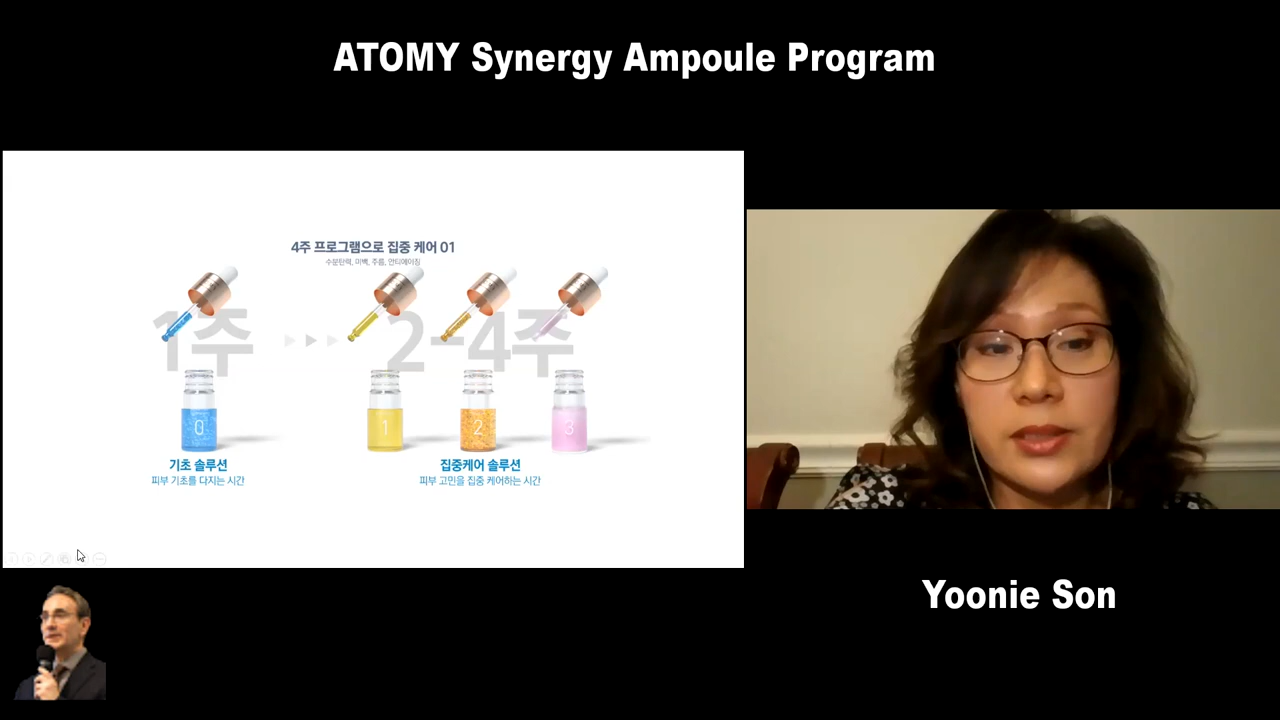 ATOMY Synergy Ampoule Program
4주 프로그램으로 집중 케어 01
수분탄력, 미백, 주름, 안티에이징
1주
2-4주
0
1
2
3
기초 솔루션
피부 기초를 다지는 시간
집중케어 솔루션
피부 고민을 집중 케어하는 시간
Yoonie Son